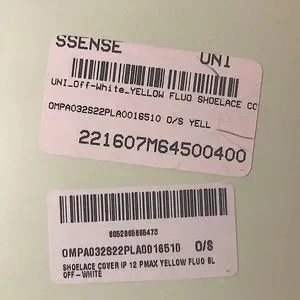 SSENSE UNI
UNI_Off-White_YELLOW FLUO SHOELACE CO
OMPA032S22PLA0016510 O/S YELL
221607M64500400
8052865695473
OMPA032S22PLA0016510 O/S
SHOELACE COVER IP 12 PMAX YELLOW FLUO BL
OFF-WHITE